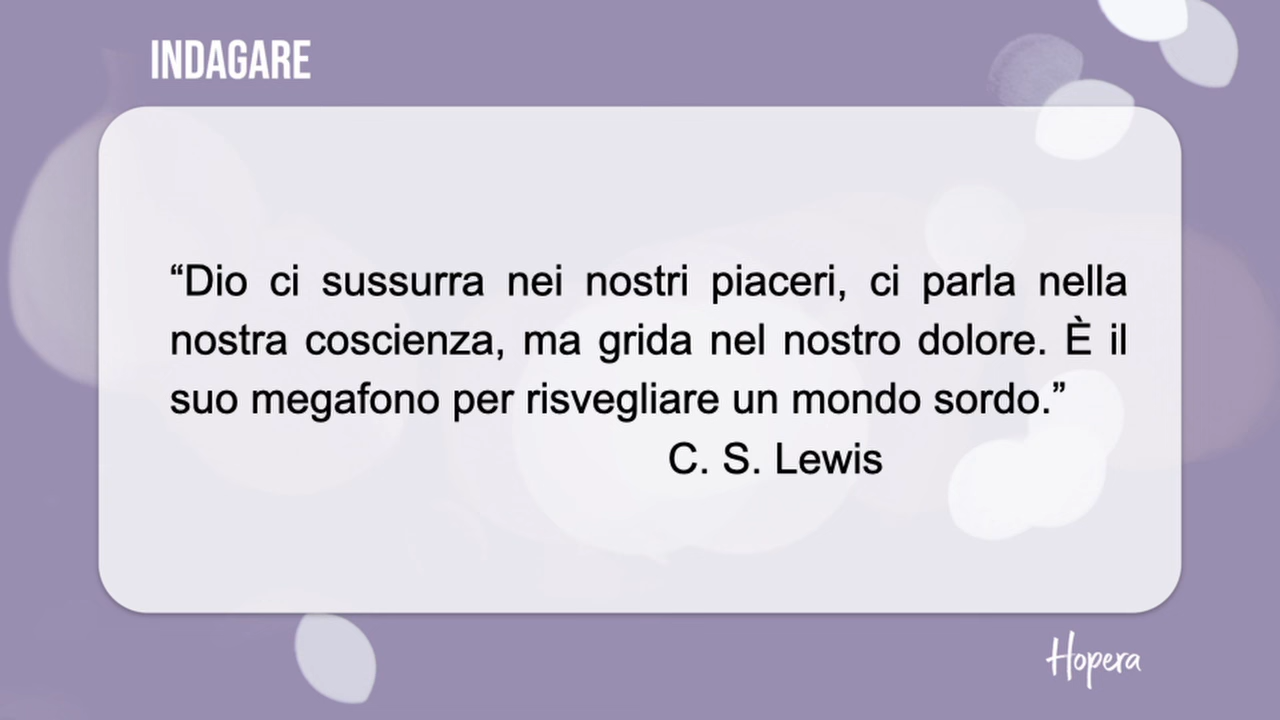 INDAGARE
“Dio ci sussurra nei nostri piaceri, ci parla nella
nostra coscienza, ma grida nel nostro dolore. È il
suo megafono per risvegliare un mondo sordo.”
C. S. Lewis
Hopera